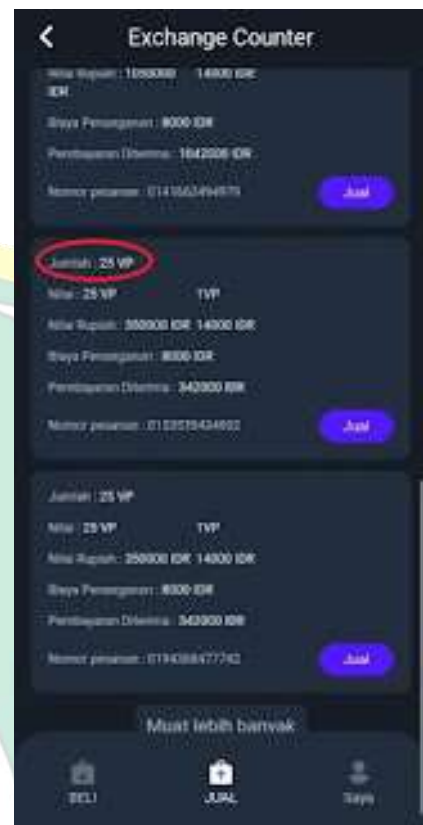 Exchange Counter
Nilai Rupiah : 1050000 14000 IDR
IDR
Biaya Penanganan : 8000 IDR
Pembayaran Diterima : 1042000 IDR
Nomor pesanan : Jual
Jumlah : 25 VP
Nilai : 25 VP 1VP
Nilai Rupiah : 350000 IDR 14000 IDR
Biaya Penanganan : 8000 IDR
Pembayaran Diterima : 342000 IDR
Nomor pesanan : Jual
Jumlah : 25 VP
Nilai : 25 VP 1VP
Nilai Rupiah : 350000 IDR 14000 IDR
Biaya Penanganan : 8000 IDR
Pembayaran Diterima : 342000 IDR
Nomor pesanan : Jual
Muat lebih banyak
BELI JUAL Saya